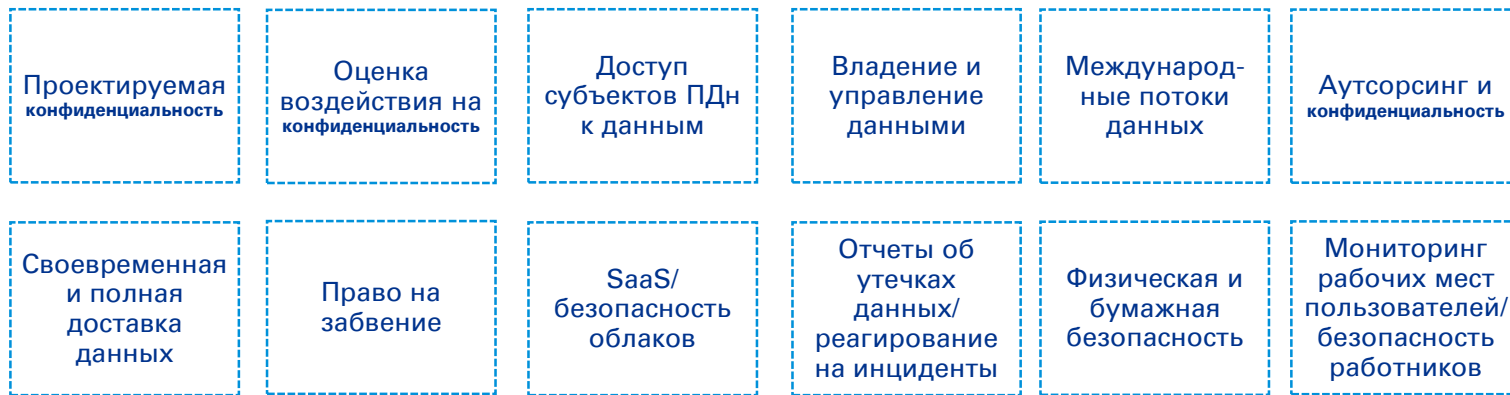 Проектируемая
конфиденциальность
Оценка
воздействия на
конфиденциальность
Доступ
субъектов ПДн
к данным
Владение и
управление
данными
Международ-
ные потоки
данных
Аутсорсинг и
конфиденциальность
Своевременная
и полная
доставка
данных
Право на
забвение
SaaS/
безопасность
облаков
Отчеты об
утечках
данных/
реагирование
на инциденты
Физическая и
бумажная
безопасность
Мониторинг
рабочих мест
пользователей/
безопасность
работников